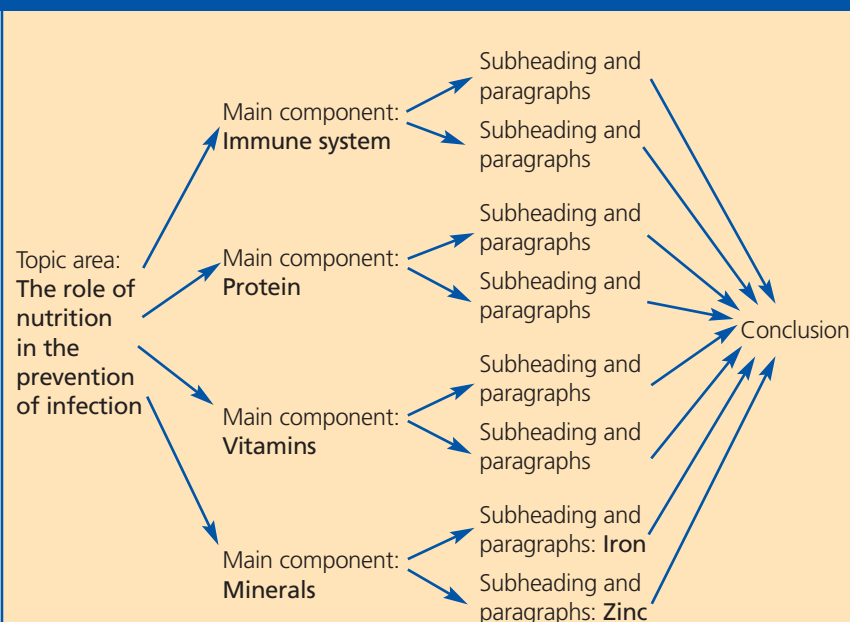 Topic area:
The role of
nutrition
in the
prevention
of infection
Main component:
Immune system
Subheading and
paragraphs
Subheading and
paragraphs
Main component:
Protein
Subheading and
paragraphs
Subheading and
paragraphs
Main component:
Vitamins
Subheading and
paragraphs
Subheading and
paragraphs
Main component:
Minerals
Subheading and
paragraphs: Iron
Subheading and
paragraphs: Zinc
Conclusion